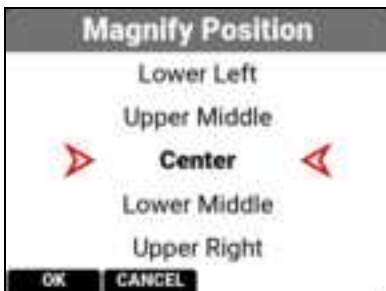 Magnify Position
Lower Left
Upper Middle
Center
Lower Middle
Upper Right
OK CANCEL